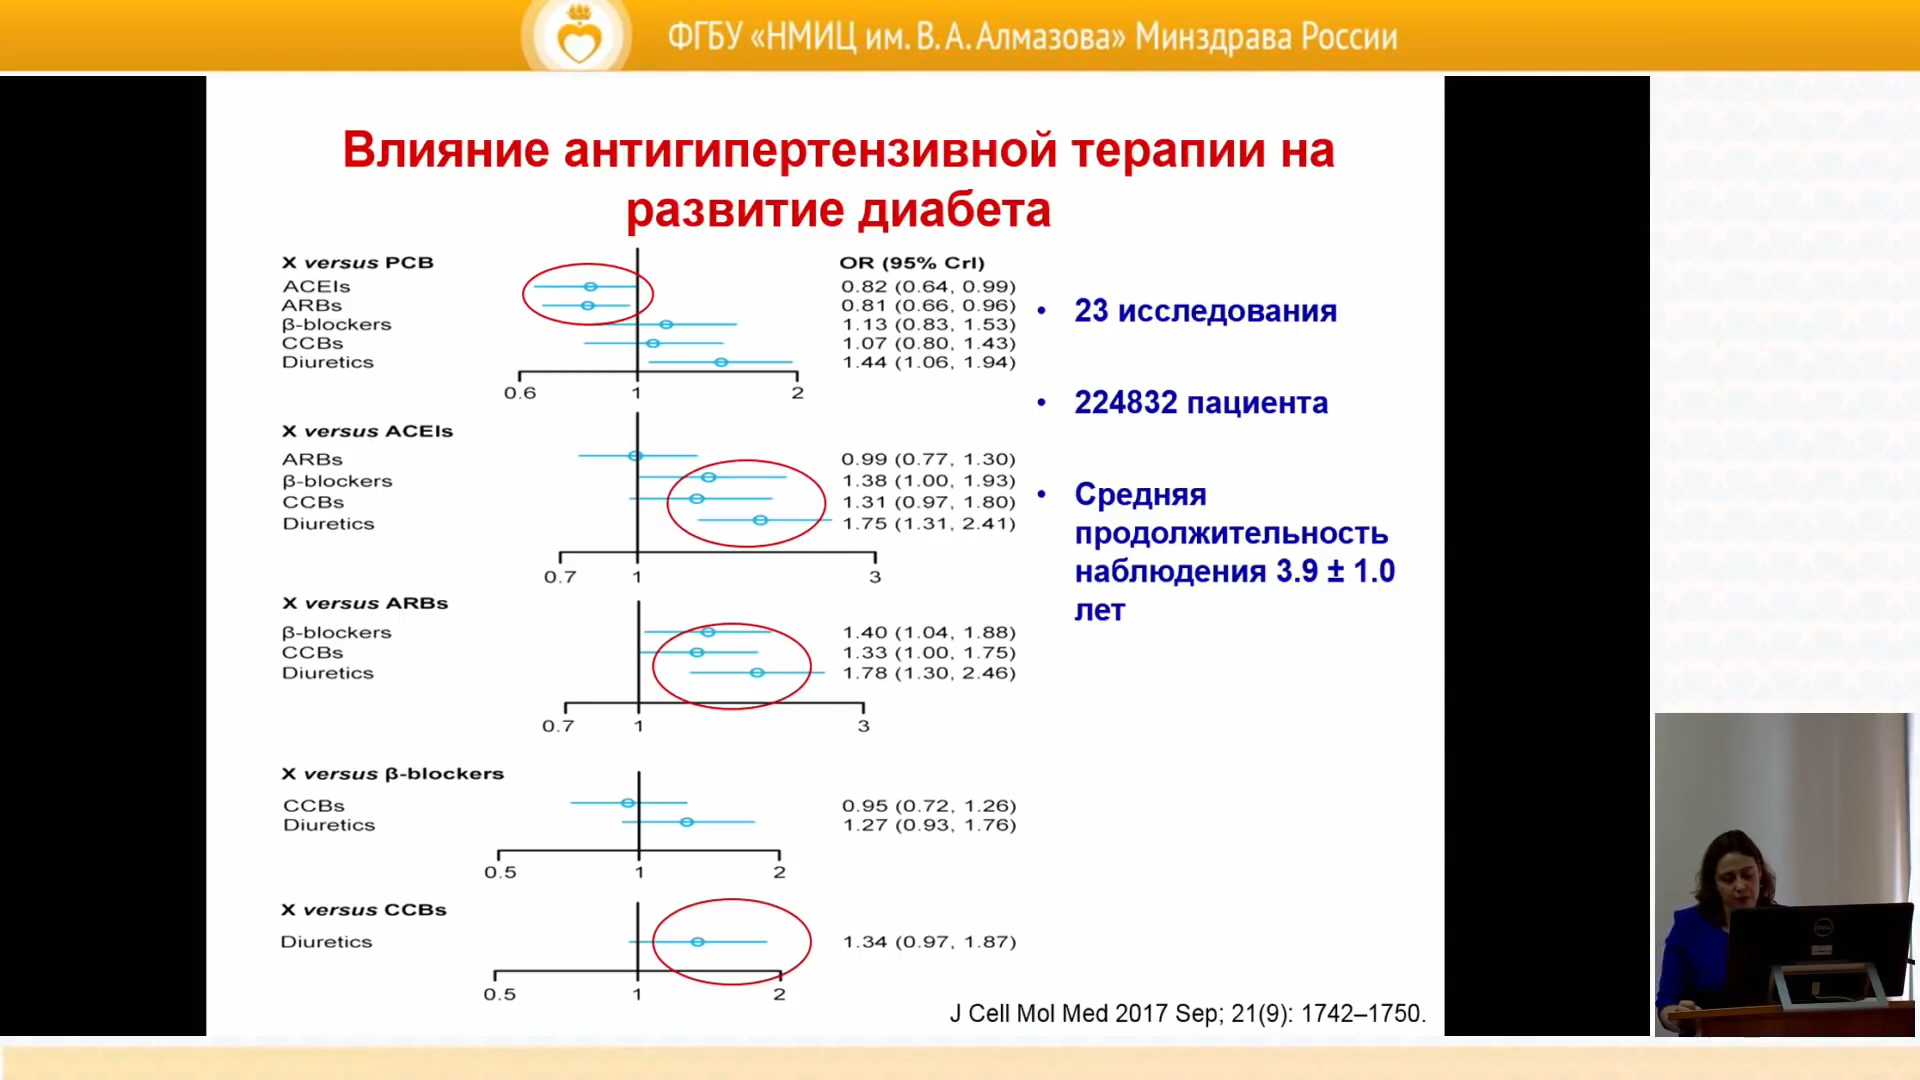 ФГБУ «НМИЦ им. В. А. Алмазова» Минздрава России
Влияние антигипертензивной терапии на
развитие диабета
X versus PCB OR (95% CrI)
ACEIs 0.82 (0.64, 0.99)
ARBs 0.81 (0.66, 0.96)
β-blockers 1.13 (0.83, 1.53)
CCBs 1.07 (0.80, 1.43)
Diuretics 1.44 (1.06, 1.94)
0.6 1 2
X versus ACEIs
ARBs 0.99 (0.77, 1.30)
β-blockers 1.38 (1.00, 1.93)
CCBs 1.31 (0.97, 1.80)
Diuretics 1.75 (1.31, 2.41)
0.7 1 3
X versus ARBs
β-blockers 1.40 (1.04, 1.88)
CCBs 1.33 (1.00, 1.75)
Diuretics 1.78 (1.30, 2.46)
0.7 1 3
X versus β-blockers
CCBs 0.95 (0.72, 1.26)
Diuretics 1.27 (0.93, 1.76)
0.5 1 2
X versus CCBs
Diuretics 1.34 (0.97, 1.87)
0.5 1 2
• 23 исследования
• 224832 пациента
• Средняя
продолжительность
наблюдения 3.9 ± 1.0
лет
J Cell Mol Med 2017 Sep; 21(9): 1742–1750.
DELL